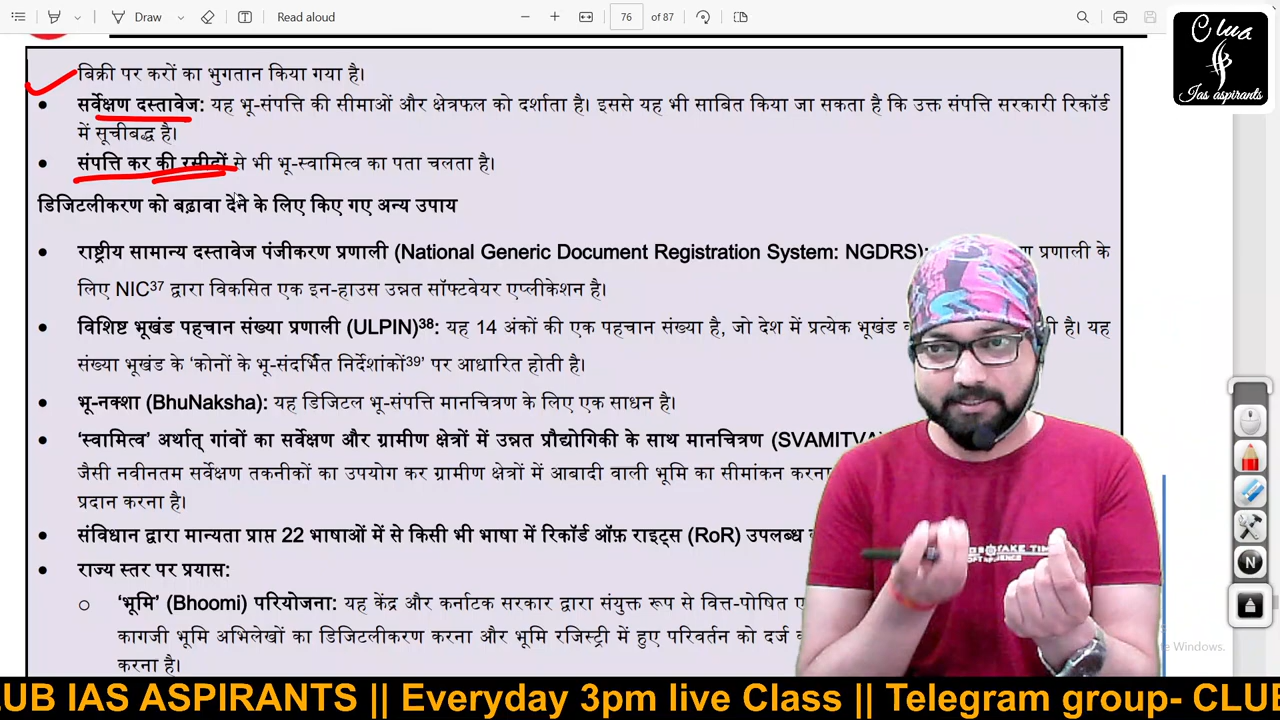 Draw
Read aloud
76 of 87
Clua
Ias aspirants
बिक्री पर करों का भुगतान किया गया है।
• सर्वेक्षण दस्तावेज: यह भू-संपत्ति की सीमाओं और क्षेत्रफल को दर्शाता है। इससे यह भी साबित किया जा सकता है कि उक्त संपत्ति सरकारी रिकॉर्ड
में सूचीबद्ध है।
• संपत्ति कर की रसीदों से भी भू-स्वामित्व का पता चलता है।
डिजिटलीकरण को बढ़ावा देने के लिए किए गए अन्य उपाय
• राष्ट्रीय सामान्य दस्तावेज पंजीकरण प्रणाली (National Generic Document Registration System: NGDRS): प्रणाली के
लिए NIC³⁷ द्वारा विकसित एक इन-हाउस उन्नत सॉफ्टवेयर एप्लीकेशन है।
• विशिष्ट भूखंड पहचान संख्या प्रणाली (ULPIN)³⁸: यह 14 अंकों की एक पहचान संख्या है, जो देश में प्रत्येक भूखंड है। यह
संख्या भूखंड के ‘कोनों के भू-संदर्भित निर्देशांकों³⁹’ पर आधारित होती है।
• भू-नक्शा (BhuNaksha): यह डिजिटल भू-संपत्ति मानचित्रण के लिए एक साधन है।
• ‘स्वामित्व’ अर्थात् गांवों का सर्वेक्षण और ग्रामीण क्षेत्रों में उन्नत प्रौद्योगिकी के साथ मानचित्रण (SVAMITVA)
जैसी नवीनतम सर्वेक्षण तकनीकों का उपयोग कर ग्रामीण क्षेत्रों में आबादी वाली भूमि का सीमांकन करना
प्रदान करना है।
• संविधान द्वारा मान्यता प्राप्त 22 भाषाओं में से किसी भी भाषा में रिकॉर्ड ऑफ़ राइट्स (RoR) उपलब्ध
• राज्य स्तर पर प्रयास:
○ ‘भूमि’ (Bhoomi) परियोजना: यह केंद्र और कर्नाटक सरकार द्वारा संयुक्त रूप से वित्त-पोषित
कागजी भूमि अभिलेखों का डिजिटलीकरण करना और भूमि रजिस्ट्री में हुए परिवर्तन को दर्ज
करना है।
Windows.
N
CLUB IAS ASPIRANTS || Everyday 3pm live Class || Telegram group- CLUB